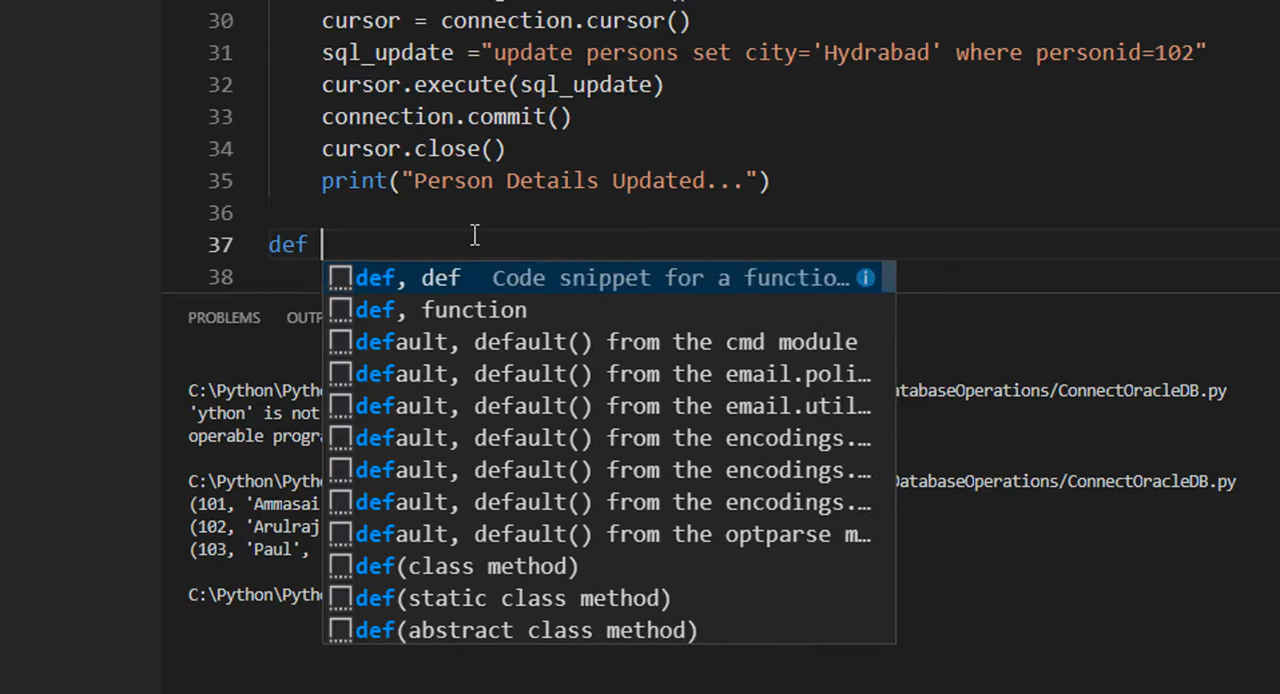 30 cursor = connection.cursor()
31 sql_update ="update persons set city='Hydrabad' where personid=102"
32 cursor.execute(sql_update)
33 connection.commit()
34 cursor.close()
35 print("Person Details Updated...")
36
37 def
38
def, def Code snippet for a functio…
def, function
default, default() from the cmd module
default, default() from the email.poli…
default, default() from the email.util…
default, default() from the encodings.…
default, default() from the encodings.…
default, default() from the encodings.…
default, default() from the optparse m…
def(class method)
def(static class method)
def(abstract class method)
PROBLEMS OUTP
C:\Python\Pytho atabaseOperations/ConnectOracleDB.py
'ython' is not
operable progra
C:\Python\Pytho DatabaseOperations/ConnectOracleDB.py
(101, 'Ammasai
(102, 'Arulraj
(103, 'Paul',
C:\Python\Pytho